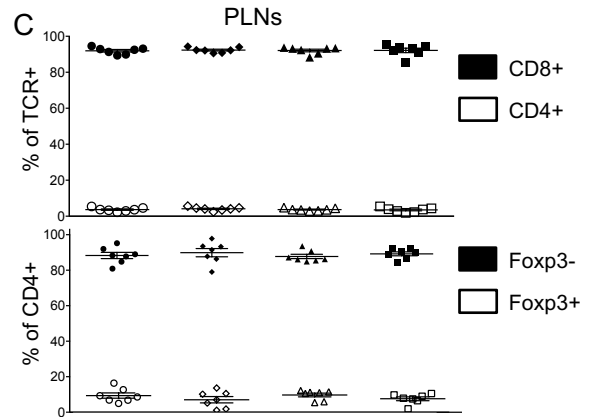 C
PLNs
% of TCR+
100
80
60
40
20
0
CD8+
CD4+
% of CD4+
100
80
60
40
20
0
Foxp3-
Foxp3+